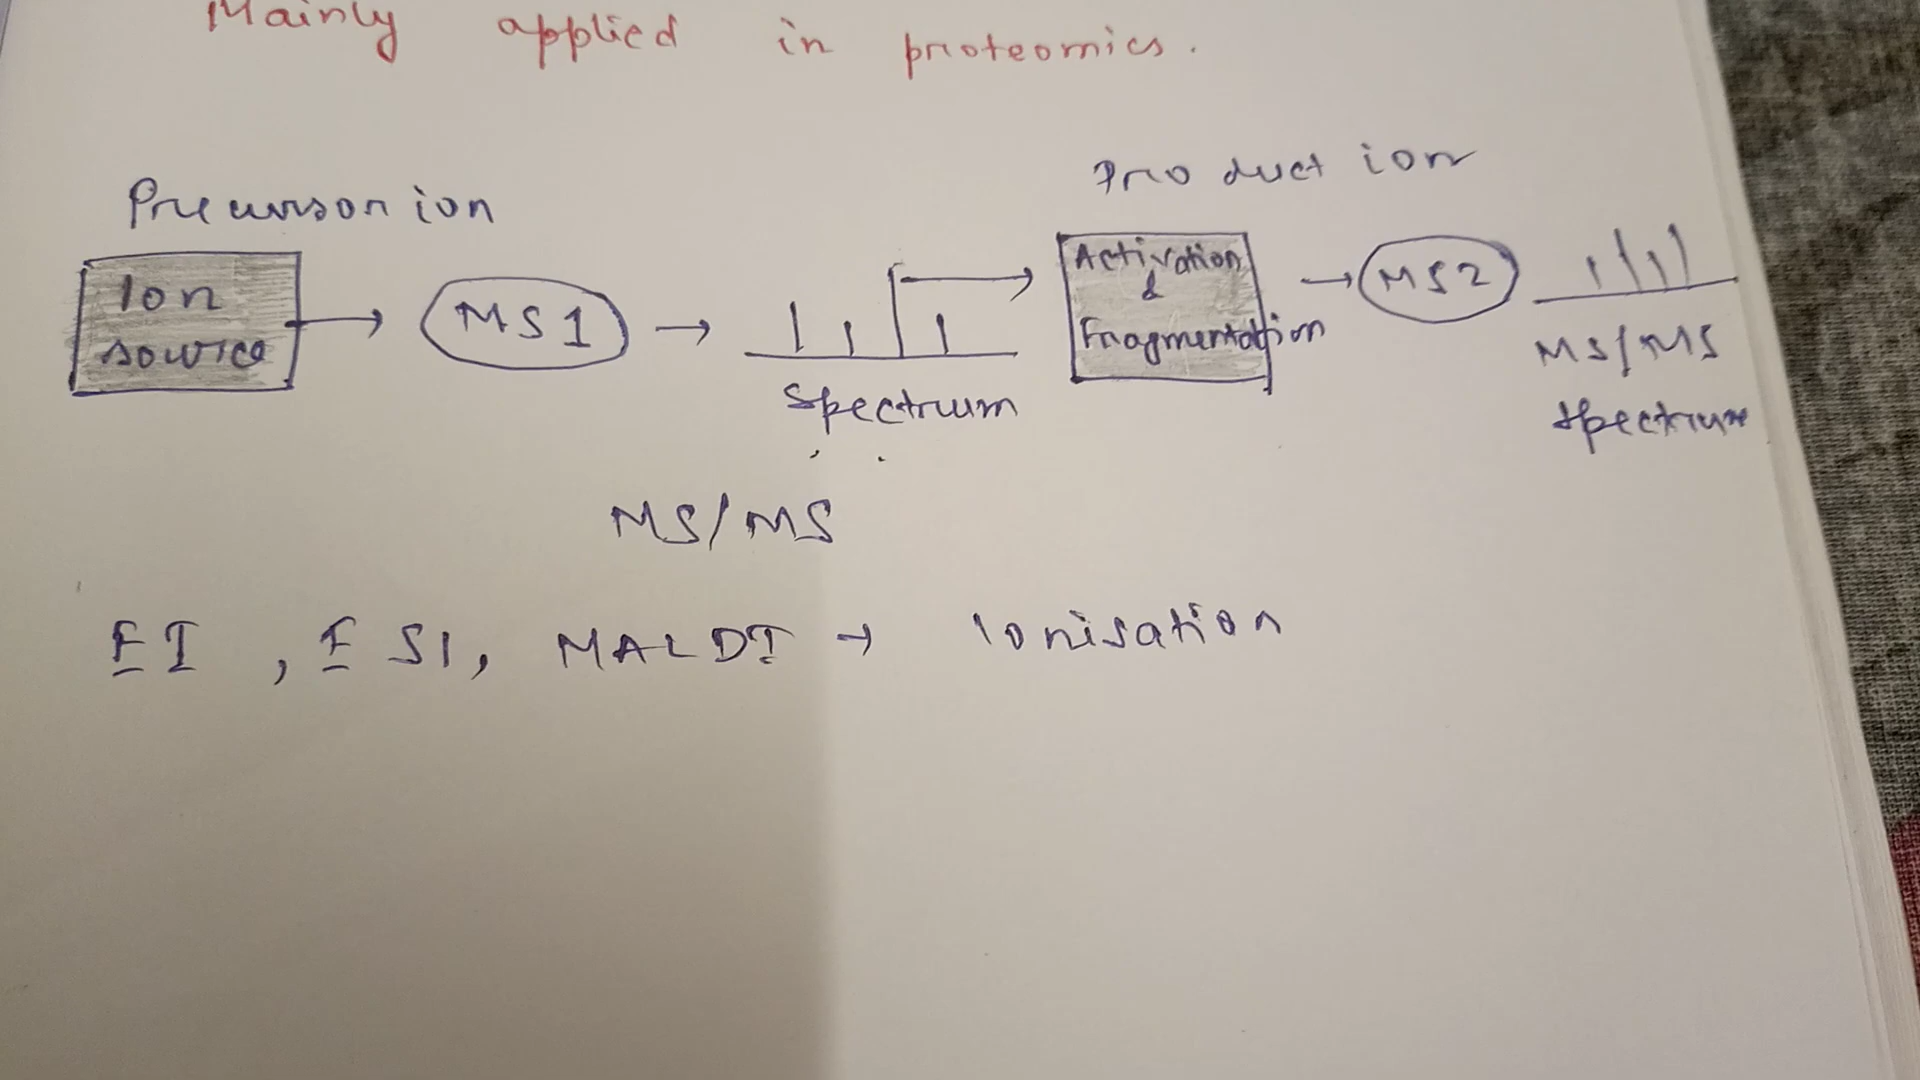 Mainly applied in proteomics.
Product ion
Precursor ion
Ion
source
MS1
Spectrum
Activation
&
Fragmentation
MS2
MS/MS
Spectrum
MS/MS
EI, ESI, MALDI → Ionisation